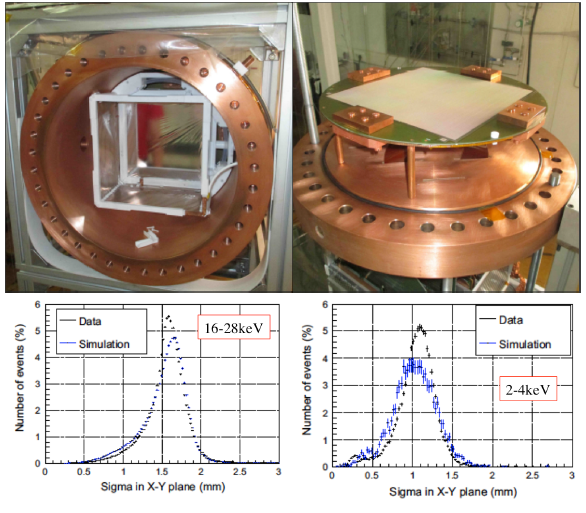 6
5
4
3
2
1
0
Number of events (%)
Data
Simulation
16-28keV
0 0.5 1 1.5 2 2.5 3
Sigma in X-Y plane (mm)
6
5
4
3
2
1
0
Number of events (%)
Data
Simulation
2-4keV
0 0.5 1 1.5 2 2.5 3
Sigma in X-Y plane (mm)